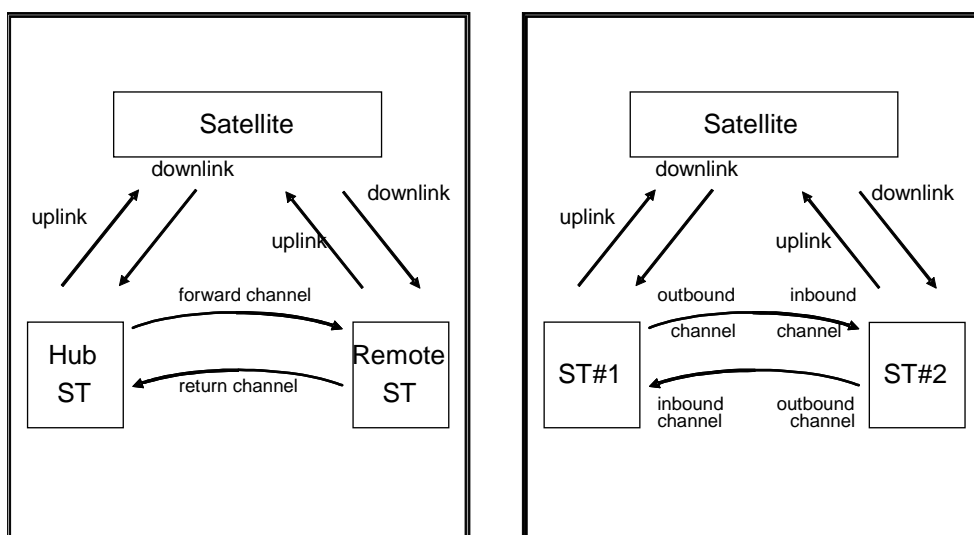 Satellite
downlink
downlink
uplink
uplink
forward channel
Hub
ST
Remote
ST
return channel
Satellite
downlink
downlink
uplink
uplink
outbound
channel
inbound
channel
ST#1
ST#2
inbound
channel
outbound
channel